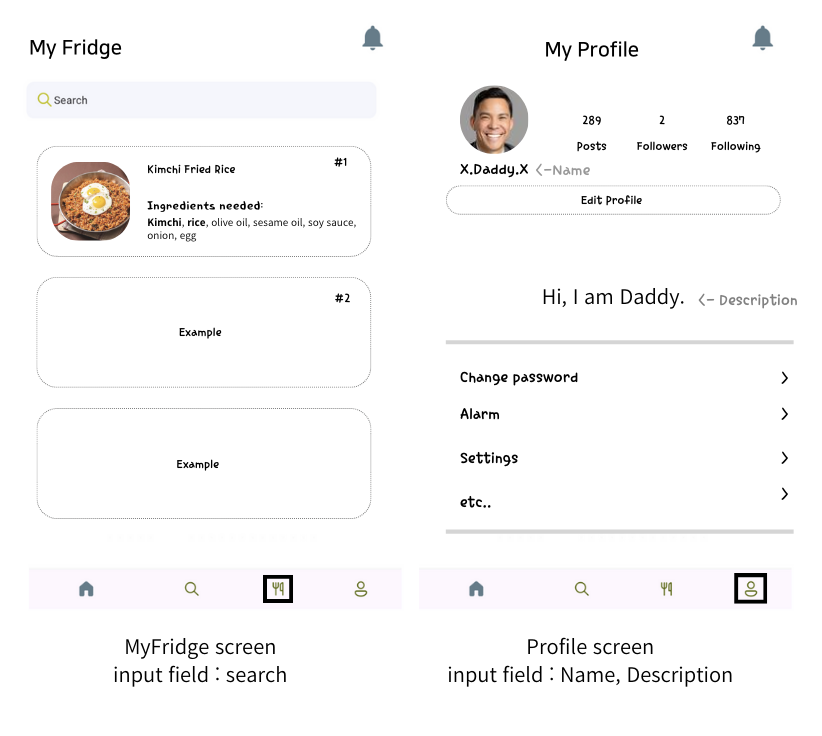 My Fridge
Search
Kimchi Fried Rice
#1
Ingredients needed:
Kimchi, rice, olive oil, sesame oil, soy sauce,
onion, egg
#2
Example
Example
MyFridge screen
input field : search
My Profile
289
2
837
Posts
Followers
Following
X.Daddy.X <-Name
Edit Profile
Hi, I am Daddy. <- Description
Change password
Alarm
Settings
etc..
Profile screen
input field : Name, Description